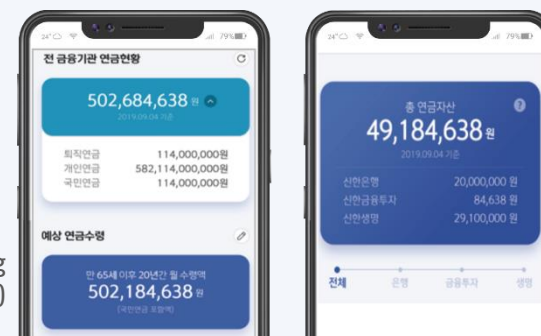 24°
79%
전 금융기관 연금현황
502,684,638 원
2019.09.04 기준
퇴직연금 114,000,000원
개인연금 582,114,000,000원
국민연금 114,000,000원
예상 연금수령
만 65세 이후 20년간 월 수령액
502,184,638 원
(국민연금 포함액)
g
)
24°
79%
총 연금자산
?
49,184,638 원
2019.09.04 기준
신한은행 20,000,000 원
신한금융투자 84,638 원
신한생명 29,100,000 원
전체 은행 금융투자 생명